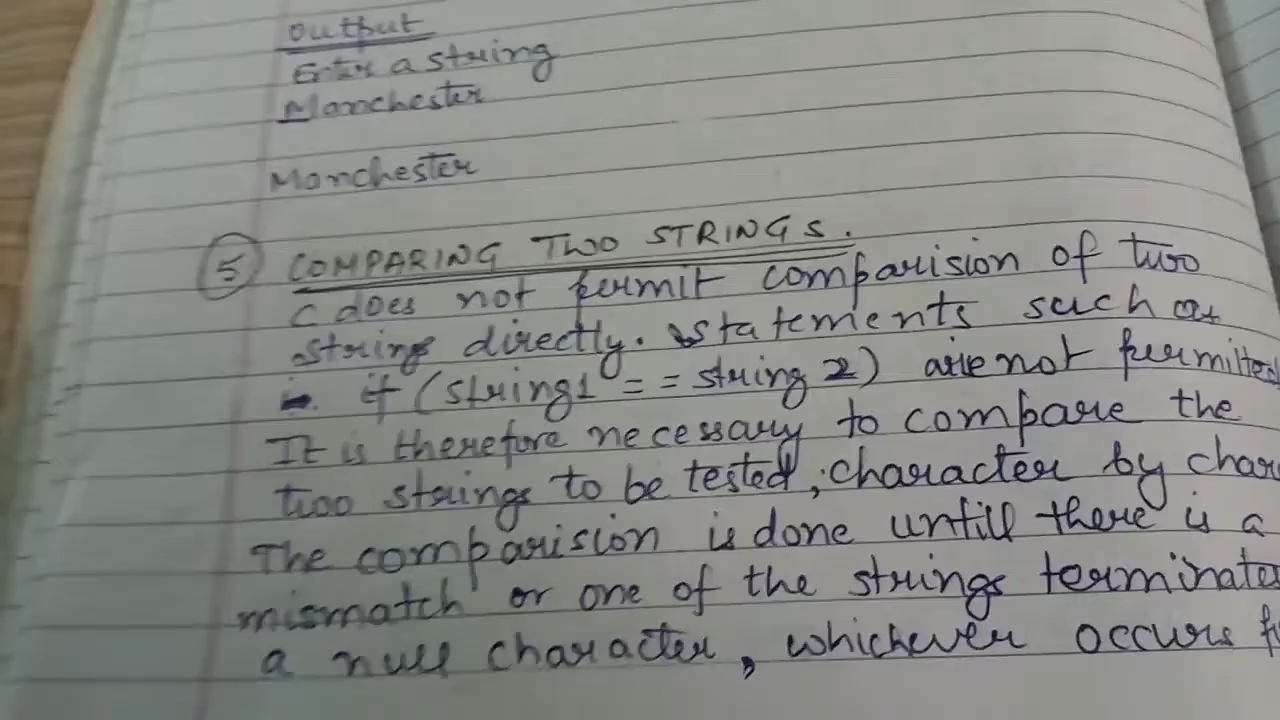 Output
Enter a string
Manchester
Manchester
5 COMPARING TWO STRINGS.
C does not permit comparision of two
string directly. statements such as
if (string1 == string 2) are not permitted
It is therefore necessary to compare the
two strings to be tested, character by char
The comparision is done untill there is a
mismatch or one of the strings terminate
a null character, whichever occurs fi